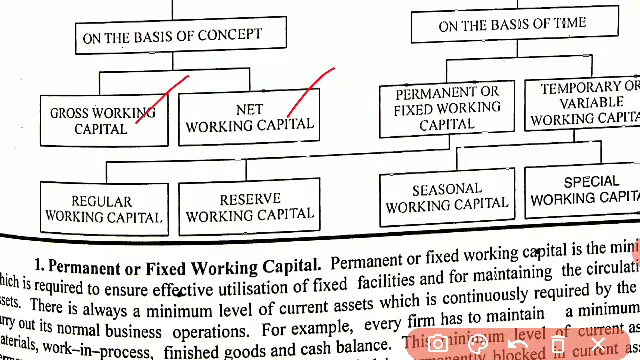 ON THE BASIS OF CONCEPT
ON THE BASIS OF TIME
GROSS WORKING
CAPITAL
NET
WORKING CAPITAL
PERMANENT OR
FIXED WORKING
CAPITAL
TEMPORARY OR
VARIABLE
WORKING CAPITA
REGULAR
WORKING CAPITAL
RESERVE
WORKING CAPITAL
SEASONAL
WORKING CAPITAL
SPECIAL
WORKING CAPITA
1. Permanent or Fixed Working Capital. Permanent or fixed working capital is the mini
hich is required to ensure effective utilisation of fixed facilities and for maintaining the circulati
ssets. There is always a minimum level of current assets which is continuously required by the
rry out its normal business operations. For example, every firm has to maintain a minimum
aterials, work-in-process, finished goods and cash balance. This minimum level of current as
permanently blocked in current as